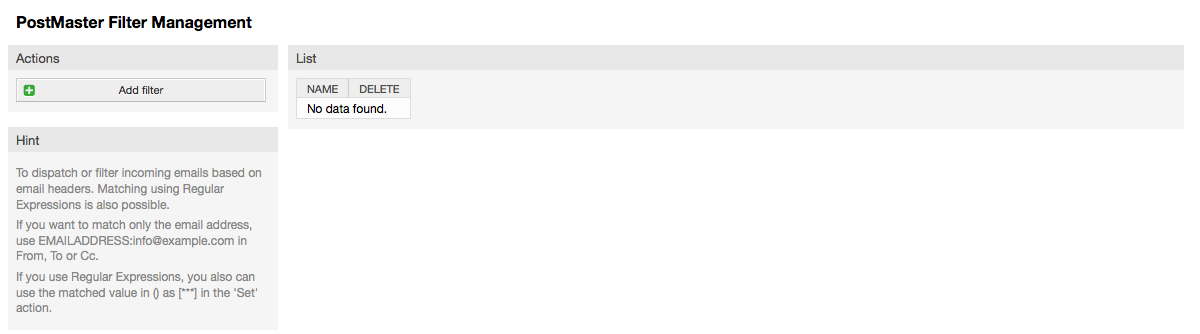 PostMaster Filter Management
Actions
Add filter
Hint
To dispatch or filter incoming emails based on
email headers. Matching using Regular
Expressions is also possible.
If you want to match only the email address,
use EMAILADDRESS:info@example.com in
From, To or Cc.
If you use Regular Expressions, you also can
use the matched value in () as [***] in the 'Set'
action.
List
NAME DELETE
No data found.